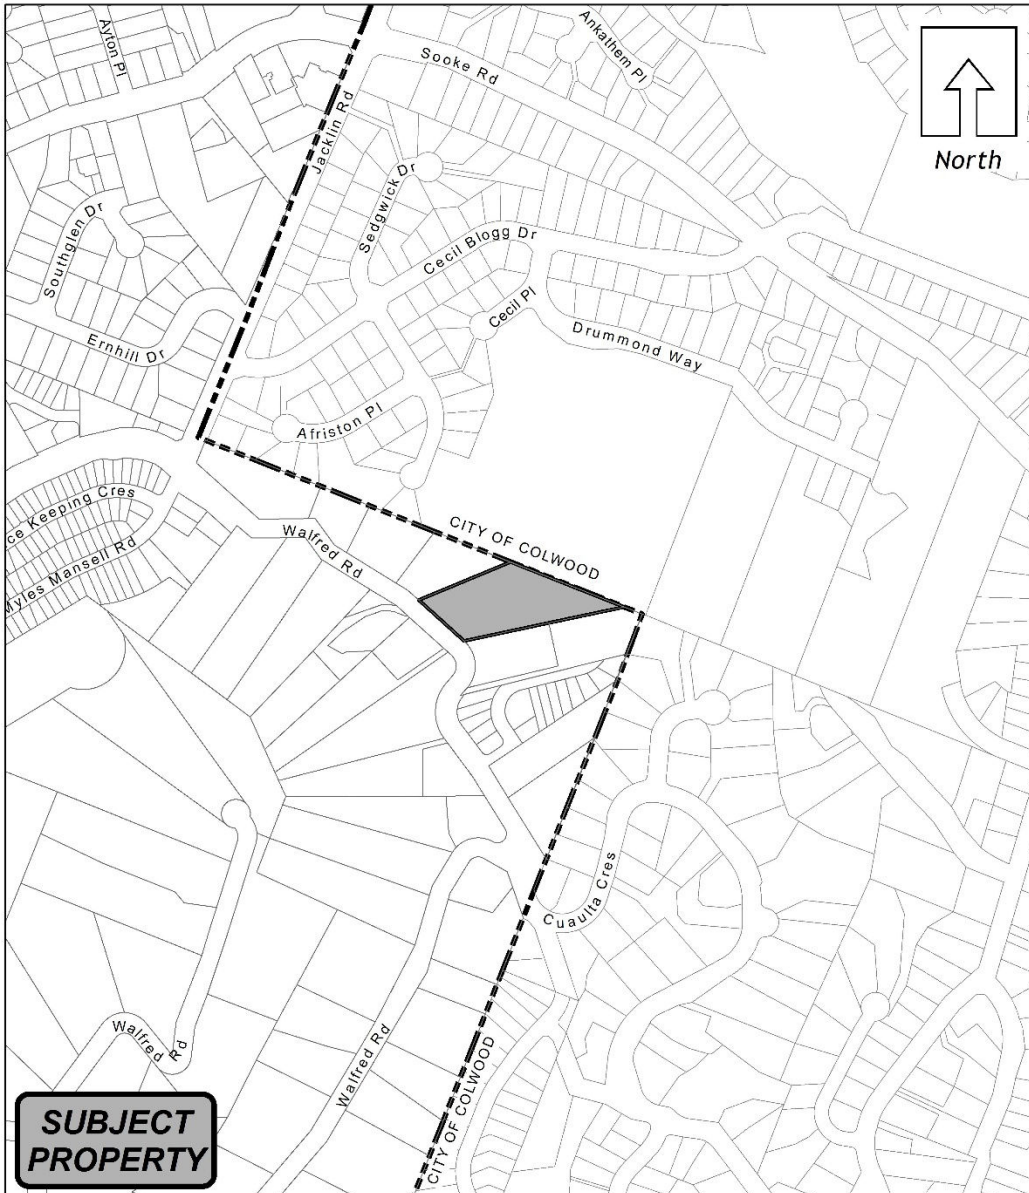 Ayton Pl
Ankathem Pl
Sooke Rd
North
Jacklin Rd
Sedgwick Dr
Southglen Dr
Cecil Blogg Dr
Cecil Pl
Ernhill Dr
Drummond Way
Afriston Pl
ce Keeping Cres
Myles Mansell Rd
Walfred Rd
CITY OF COLWOOD
Cuaulta Cres
Walfred Rd
Walfred Rd
CITY OF COLWOOD
SUBJECT
PROPERTY